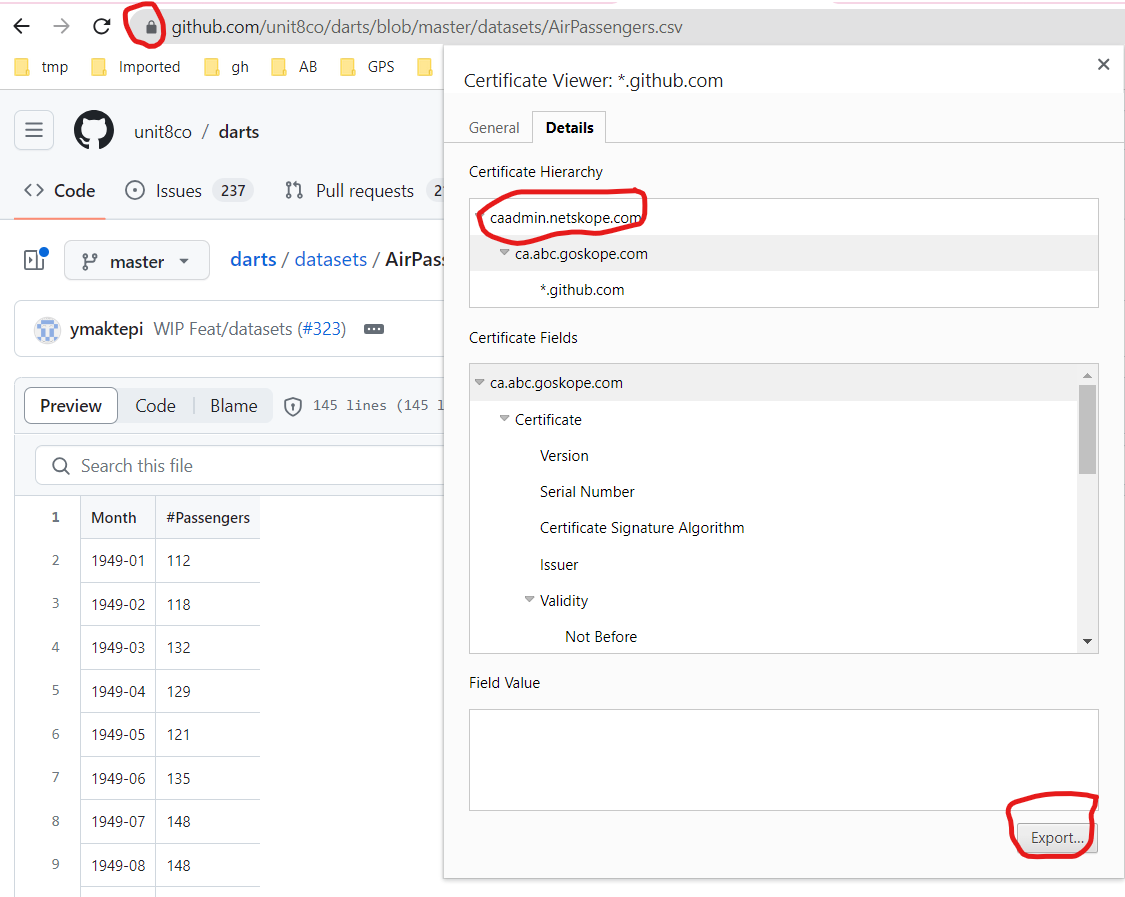 github.com/unit8co/darts/blob/master/datasets/AirPassengers.csv
tmp Imported gh AB GPS
unit8co / darts
Code Issues 237 Pull requests
master darts / datasets /
ymaktepi WIP Feat/datasets (#323)
Preview Code Blame 145 lines (145
Search this file
1 Month #Passengers
2 1949-01 112
3 1949-02 118
4 1949-03 132
5 1949-04 129
6 1949-05 121
7 1949-06 135
8 1949-07 148
9 1949-08 148
Certificate Viewer: *.github.com
General Details
Certificate Hierarchy
caadmin.netskope.com
ca.abc.goskope.com
*.github.com
Certificate Fields
ca.abc.goskope.com
Certificate
Version
Serial Number
Certificate Signature Algorithm
Issuer
Validity
Not Before
Field Value
Export...